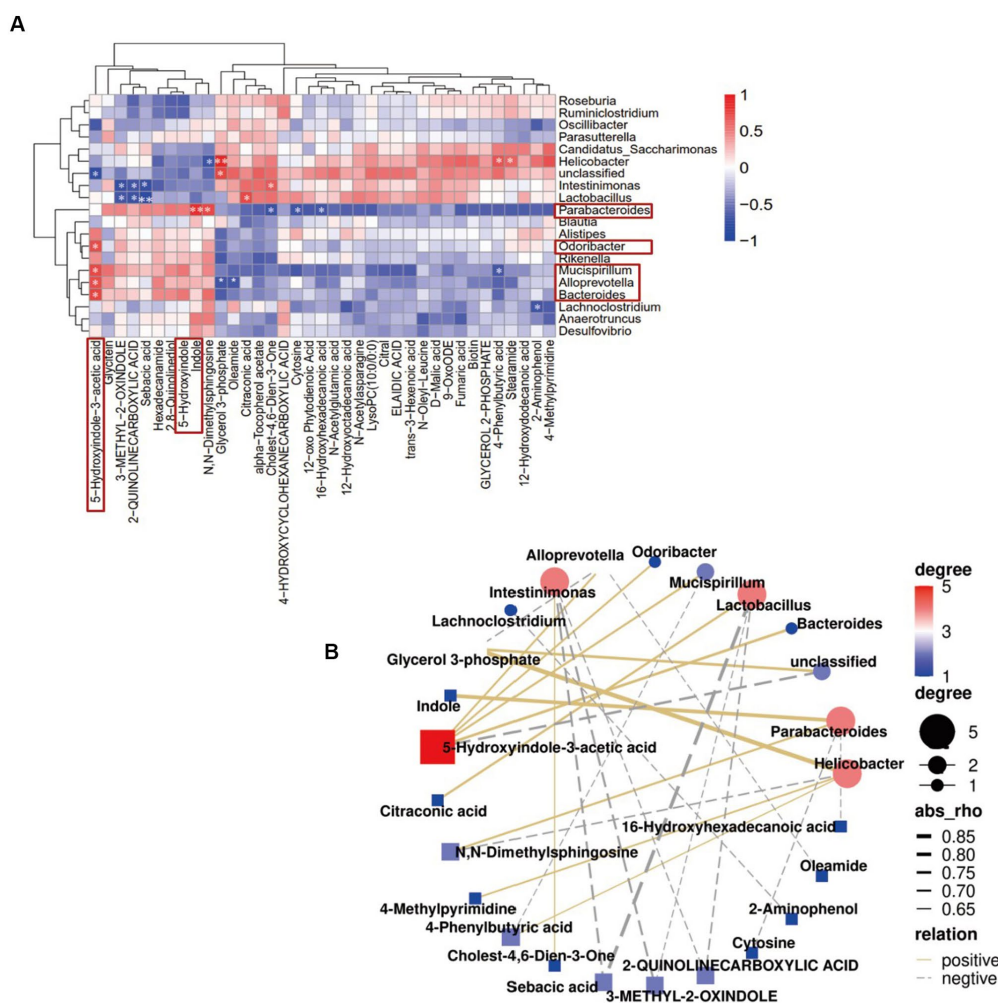 A
1
0.5
0
−0.5
−1
Roseburia
Ruminiclostridium
Oscillibacter
Parasutterella
Candidatus_Saccharimonas
Helicobacter
unclassified
Intestinimonas
Lactobacillus
Parabacteroides
Blautia
Alistipes
Odoribacter
Rikenella
Mucispirillum
Alloprevotella
Bacteroides
Lachnoclostridium
Anaerotruncus
Desulfovibrio
5−Hydroxyindole−3−acetic acid
Glycitein
3−METHYL−2−OXINDOLE
2−QUINOLINECARBOXYLIC ACID
Sebacic acid
Hexadecanamide
2,8−Quinolinediol
5−Hydroxyindole
Indole
N,N−Dimethylsphingosine
Glycerol 3−phosphate
Oleamide
Citraconic acid
alpha−Tocopherol acetate
Cholest−4,6−Dien−3−One
4−HYDROXYCYCLOHEXANECARBOXYLIC ACID
Cytosine
12−oxo Phytodienoic Acid
16−Hydroxyhexadecanoic acid
N−Acetylglutamic acid
12−Hydroxyoctadecanoic acid
N−Acetylasparagine
LysoPC(10:0/0:0)
Citral
ELAIDIC ACID
trans−3−Hexenoic acid
N−Oleyl−Leucine
D−Malic acid
9−OxoODE
Fumaric acid
Biotin
GLYCEROL 2−PHOSPHATE
4−Phenylbutyric acid
Stearamide
12−Hydroxydodecanoic acid
2−Aminophenol
4−Methylpyrimidine
B
Alloprevotella
Odoribacter
Intestinimonas
Mucispirillum
Lactobacillus
Lachnoclostridium
Bacteroides
Glycerol 3−phosphate
unclassified
Indole
Parabacteroides
5−Hydroxyindole−3−acetic acid
Helicobacter
Citraconic acid
16−Hydroxyhexadecanoic acid
N,N−Dimethylsphingosine
Oleamide
4−Methylpyrimidine
2−Aminophenol
4−Phenylbutyric acid
Cytosine
Cholest−4,6−Dien−3−One
2−QUINOLINECARBOXYLIC ACID
Sebacic acid
3−METHYL−2−OXINDOLE
degree
5
3
1
degree
5
2
1
abs_rho
0.85
0.80
0.75
0.70
0.65
relation
positive
negtive